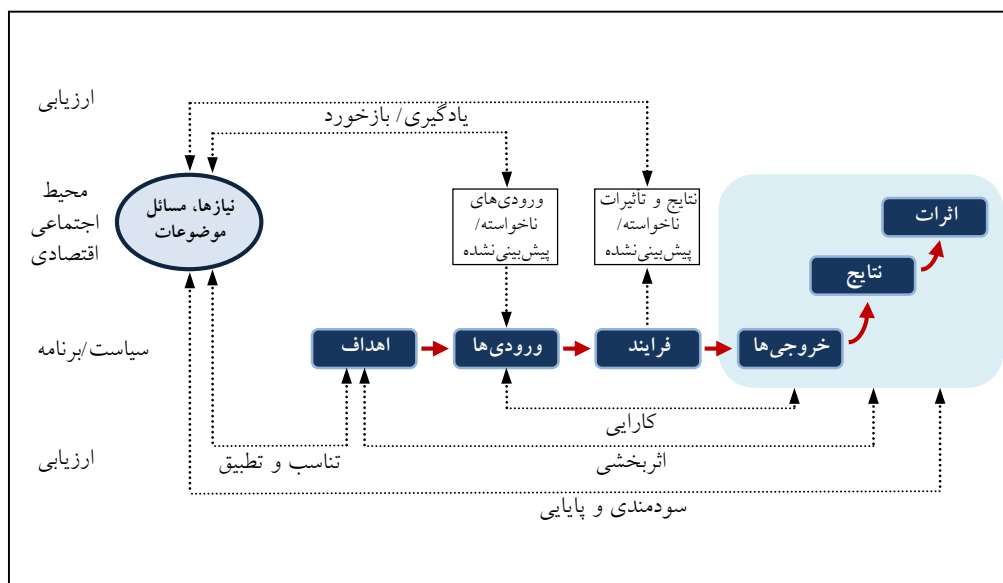 ارزیابی
یادگیری/ بازخورد
محیط
اجتماعی
اقتصادی
نیازها، مسائل
موضوعات
ورودی‌های
ناخواسته/
پیش‌بینی‌نشده
نتایج و تأثیرات
ناخواسته/
پیش‌بینی‌نشده
اثرات
نتایج
سیاست/برنامه
اهداف
ورودی‌ها
فرایند
خروجی‌ها
کارایی
ارزیابی
تناسب و تطبیق
اثربخشی
سودمندی و پایایی